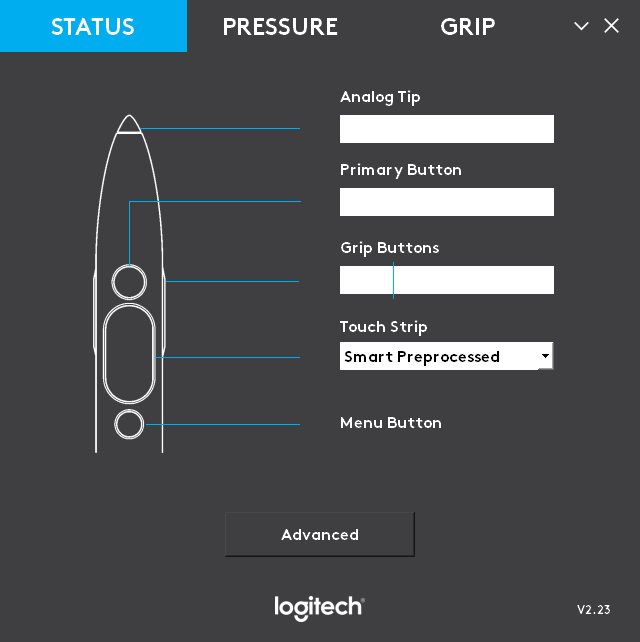 STATUS PRESSURE GRIP
Analog Tip
Primary Button
Grip Buttons
Touch Strip
Smart Preprocessed
Menu Button
Advanced
logitech
V2.23